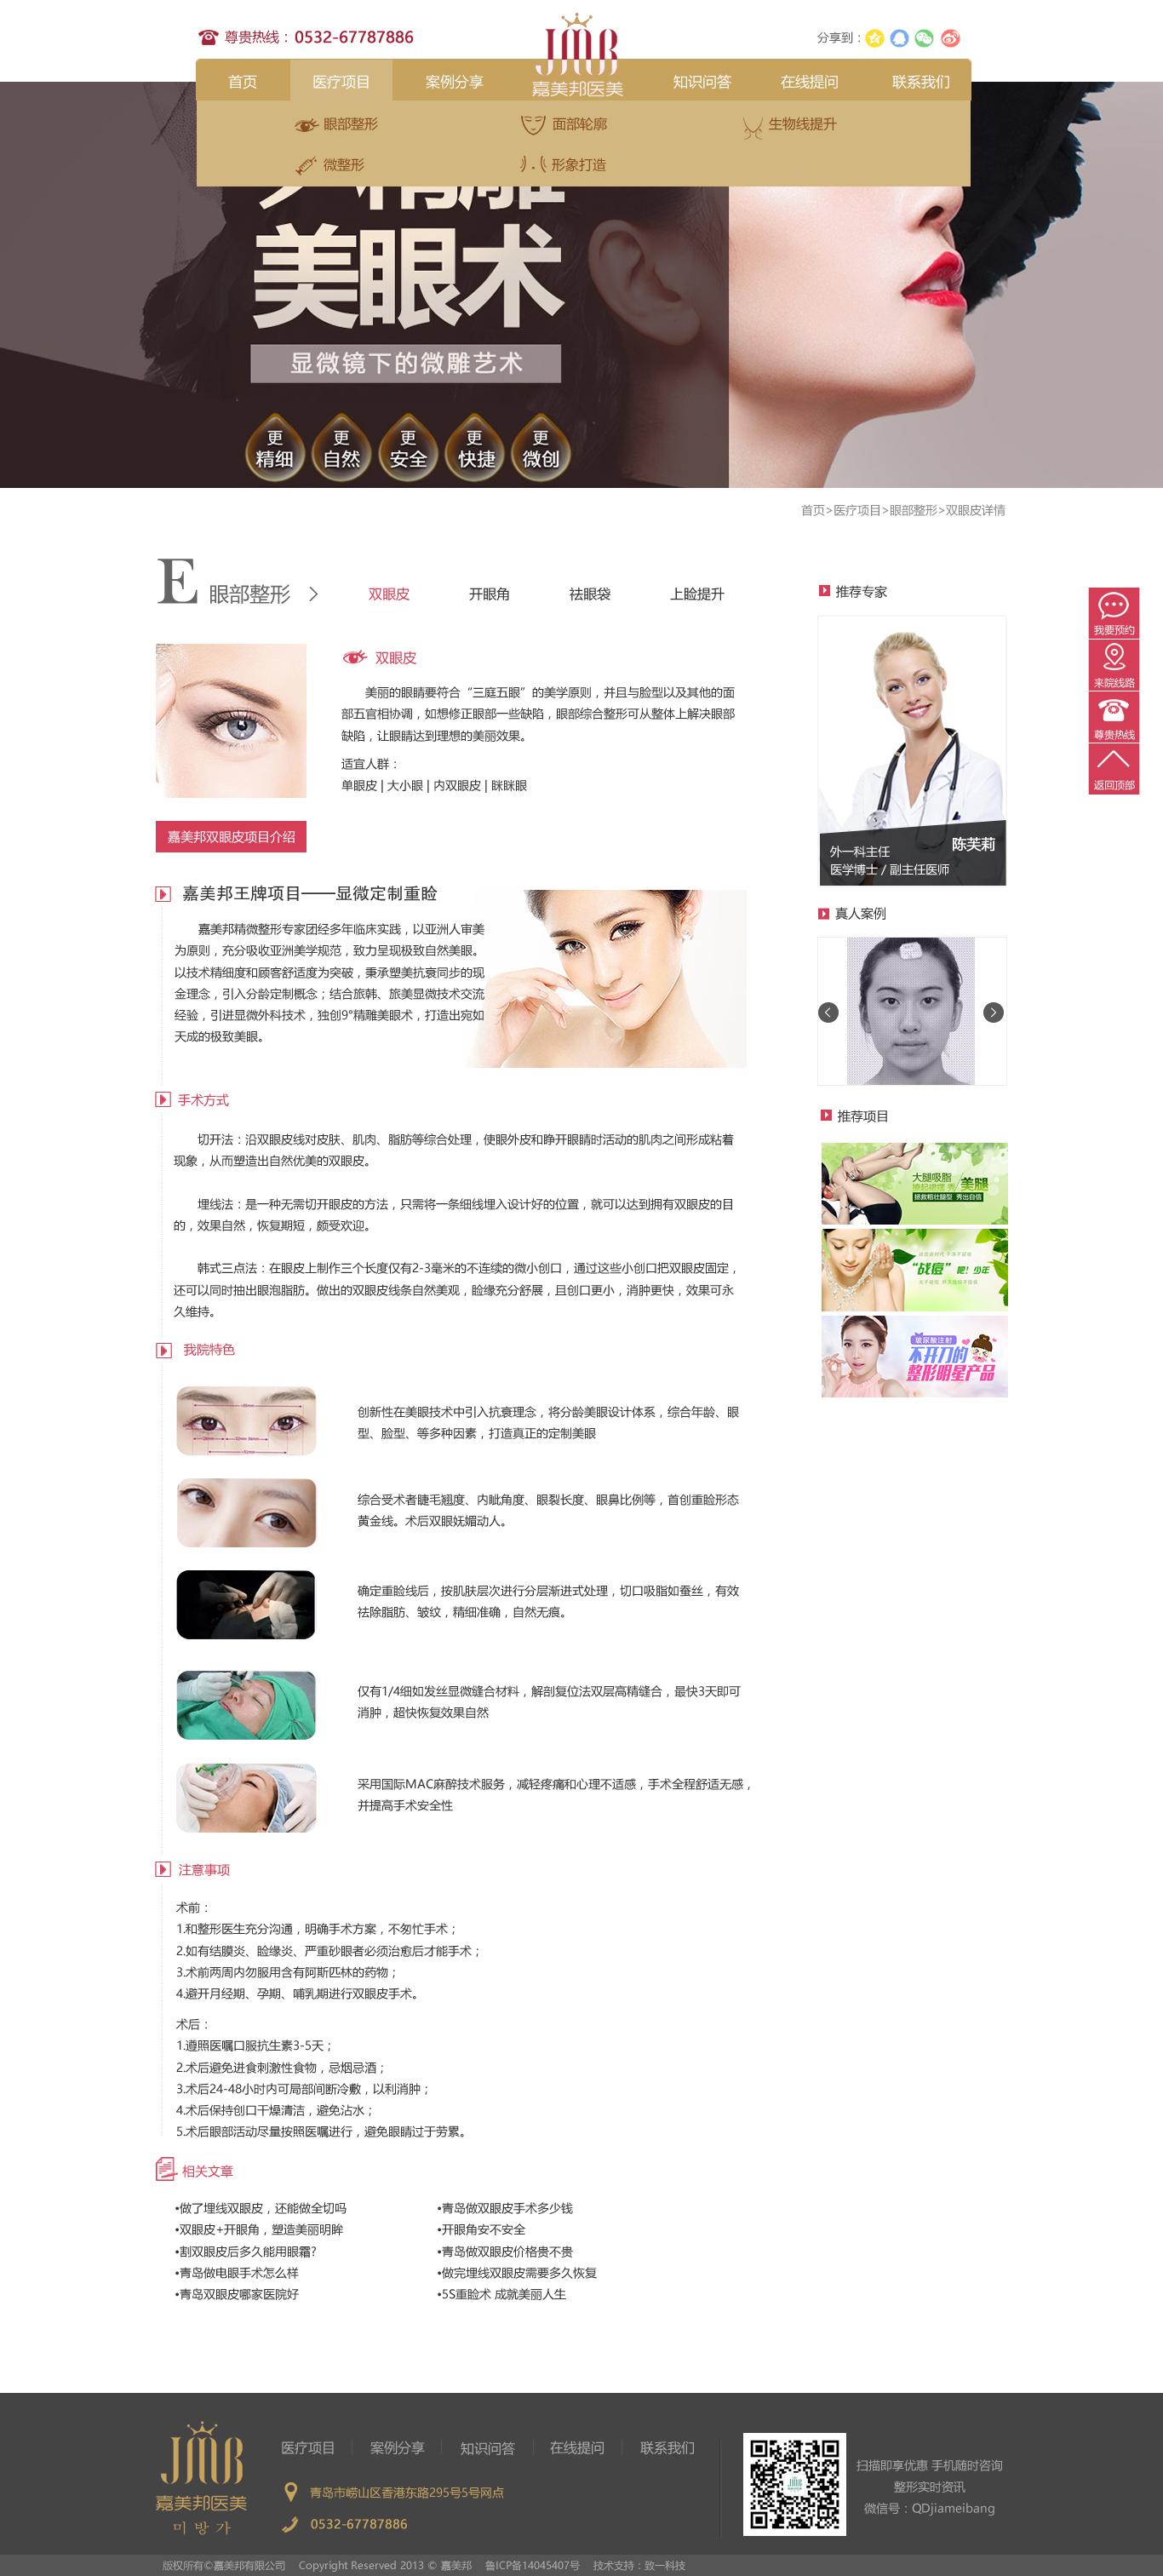 尊贵热线：0532-67787886
JMB
嘉美邦医美
分享到：
首页
医疗项目
案例分享
知识问答
在线提问
联系我们
眼部整形
面部轮廓
生物线提升
微整形
形象打造
美眼术
显微镜下的微雕艺术
更精细
更自然
更安全
更快捷
更微创
首页>医疗项目>眼部整形>双眼皮详情
E 眼部整形
双眼皮
开眼角
祛眼袋
上睑提升
双眼皮
美丽的眼睛要符合“三庭五眼”的美学原则，并且与脸型以及其他的面
部五官相协调，如想修正眼部一些缺陷，眼部综合整形可从整体上解决眼部
缺陷，让眼睛达到理想的美丽效果。
适宜人群：
单眼皮 | 大小眼 | 内双眼皮 | 眯眯眼
嘉美邦双眼皮项目介绍
嘉美邦王牌项目——显微定制重睑
嘉美邦精微整形专家团经多年临床实践，以亚洲人审美
为原则，充分吸收亚洲美学规范，致力呈现极致自然美眼。
以技术精细度和顾客舒适度为突破，秉承塑美抗衰同步的现
金理念，引入分龄定制概念；结合旅韩、旅美显微技术交流
经验，引进显微外科技术，独创9°精雕美眼术，打造出宛如
天成的极致美眼。
手术方式
切开法：沿双眼皮线对皮肤、肌肉、脂肪等综合处理，使眼外皮和睁开眼睛时活动的肌肉之间形成粘着
现象，从而塑造出自然优美的双眼皮。
埋线法：是一种无需切开眼皮的方法，只需将一条细线埋入设计好的位置，就可以达到拥有双眼皮的目
的，效果自然，恢复期短，颇受欢迎。
韩式三点法：在眼皮上制作三个长度仅有2-3毫米的不连续的微小创口，通过这些小创口把双眼皮固定，
还可以同时抽出眼泡脂肪。做出的双眼皮线条自然美观，睑缘充分舒展，且创口更小，消肿更快，效果可永
久维持。
我院特色
创新性在美眼技术中引入抗衰理念，将分龄美眼设计体系，综合年龄、眼
型、脸型、等多种因素，打造真正的定制美眼
综合受术者睫毛翘度、内眦角度、眼裂长度、眼鼻比例等，首创重睑形态
黄金线。术后双眼妩媚动人。
确定重睑线后，按肌肤层次进行分层渐进式处理，切口吸脂如蚕丝，有效
祛除脂肪、皱纹，精细准确，自然无痕。
仅有1/4细如发丝显微缝合材料，解剖复位法双层高精缝合，最快3天即可
消肿，超快恢复效果自然
采用国际MAC麻醉技术服务，减轻疼痛和心理不适感，手术全程舒适无感，
并提高手术安全性
注意事项
术前：
1.和整形医生充分沟通，明确手术方案，不匆忙手术；
2.如有结膜炎、睑缘炎、严重砂眼者必须治愈后才能手术；
3.术前两周内勿服用含有阿斯匹林的药物；
4.避开月经期、孕期、哺乳期进行双眼皮手术。
术后：
1.遵照医嘱口服抗生素3-5天；
2.术后避免进食刺激性食物，忌烟忌酒；
3.术后24-48小时内可局部间断冷敷，以利消肿；
4.术后保持创口干燥清洁，避免沾水；
5.术后眼部活动尽量按照医嘱进行，避免眼睛过于劳累。
相关文章
•做了埋线双眼皮，还能做全切吗
•双眼皮+开眼角，塑造美丽明眸
•割双眼皮后多久能用眼霜?
•青岛做电眼手术怎么样
•青岛双眼皮哪家医院好
•青岛做双眼皮手术多少钱
•开眼角安不安全
•青岛做双眼皮价格贵不贵
•做完埋线双眼皮需要多久恢复
•5S重睑术 成就美丽人生
推荐专家
陈芙莉
外一科主任
医学博士 / 副主任医师
真人案例
推荐项目
大腿吸脂
撩起裙摆 秀 美腿
拯救粗壮腿型 秀出自信
“战痘”吧！少年
玻尿酸注射
不开刀的
整形明星产品
我要预约
来院线路
尊贵热线
返回顶部
JMB
嘉美邦医美
미 방 가
医疗项目
案例分享
知识问答
在线提问
联系我们
青岛市崂山区香港东路295号5号网点
0532-67787886
扫描即享优惠 手机随时咨询
整形实时资讯
微信号：QDjiameibang
版权所有©嘉美邦有限公司 Copyright Reserved 2013 © 嘉美邦 鲁ICP备14045407号 技术支持：致一科技